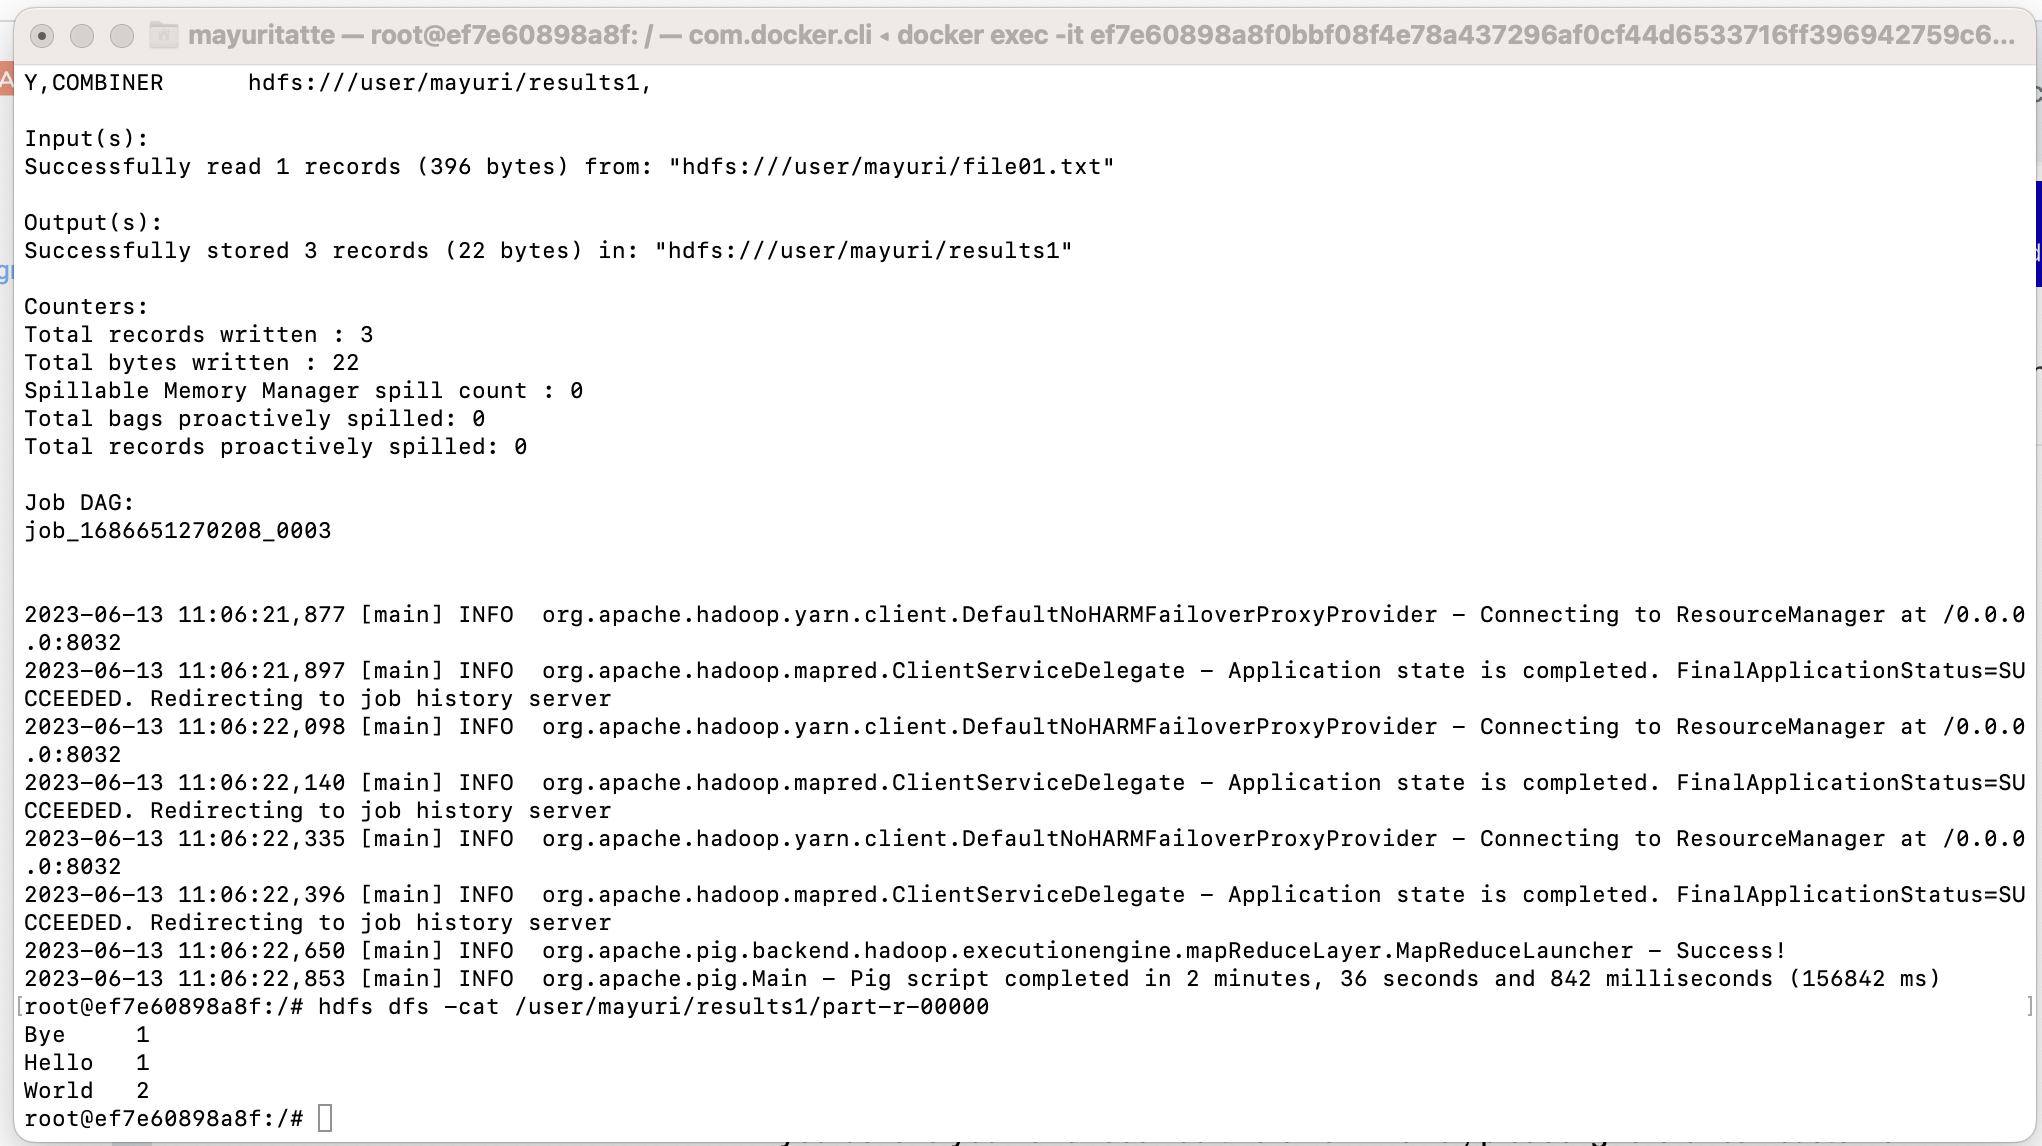 mayuritatte — root@ef7e60898a8f: / — com.docker.cli ◂ docker exec -it ef7e60898a8f0bbf08f4e78a437296af0cf44d6533716ff396942759c6...
Y,COMBINER      hdfs:///user/mayuri/results1,
Input(s):
Successfully read 1 records (396 bytes) from: "hdfs:///user/mayuri/file01.txt"
Output(s):
Successfully stored 3 records (22 bytes) in: "hdfs:///user/mayuri/results1"
Counters:
Total records written : 3
Total bytes written : 22
Spillable Memory Manager spill count : 0
Total bags proactively spilled: 0
Total records proactively spilled: 0
Job DAG:
job_1686651270208_0003
2023-06-13 11:06:21,877 [main] INFO  org.apache.hadoop.yarn.client.DefaultNoHARMFailoverProxyProvider - Connecting to ResourceManager at /0.0.0
.0:8032
2023-06-13 11:06:21,897 [main] INFO  org.apache.hadoop.mapred.ClientServiceDelegate - Application state is completed. FinalApplicationStatus=SU
CCEEDED. Redirecting to job history server
2023-06-13 11:06:22,098 [main] INFO  org.apache.hadoop.yarn.client.DefaultNoHARMFailoverProxyProvider - Connecting to ResourceManager at /0.0.0
.0:8032
2023-06-13 11:06:22,140 [main] INFO  org.apache.hadoop.mapred.ClientServiceDelegate - Application state is completed. FinalApplicationStatus=SU
CCEEDED. Redirecting to job history server
2023-06-13 11:06:22,335 [main] INFO  org.apache.hadoop.yarn.client.DefaultNoHARMFailoverProxyProvider - Connecting to ResourceManager at /0.0.0
.0:8032
2023-06-13 11:06:22,396 [main] INFO  org.apache.hadoop.mapred.ClientServiceDelegate - Application state is completed. FinalApplicationStatus=SU
CCEEDED. Redirecting to job history server
2023-06-13 11:06:22,650 [main] INFO  org.apache.pig.backend.hadoop.executionengine.mapReduceLayer.MapReduceLauncher - Success!
2023-06-13 11:06:22,853 [main] INFO  org.apache.pig.Main - Pig script completed in 2 minutes, 36 seconds and 842 milliseconds (156842 ms)
[root@ef7e60898a8f:/# hdfs dfs -cat /user/mayuri/results1/part-r-00000 ]
Bye     1
Hello   1
World   2
root@ef7e60898a8f:/#